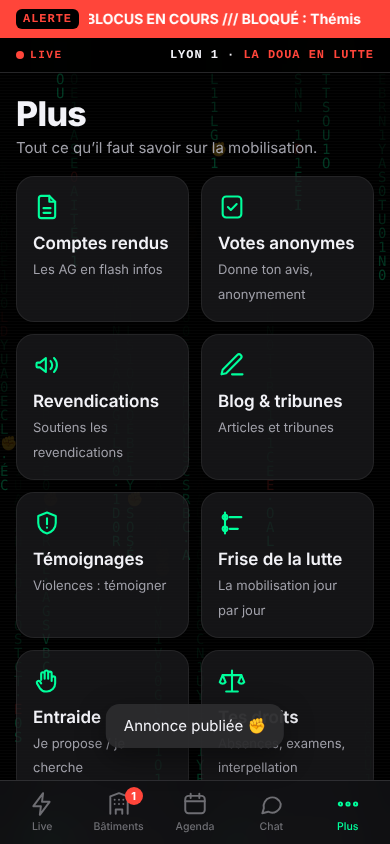 ALERTE BLOCUS EN COURS /// BLOQUÉ : Thémis
LIVE LYON 1 · LA DOUA EN LUTTE
Plus
Tout ce qu’il faut savoir sur la mobilisation.
Comptes rendus
Les AG en flash infos
Votes anonymes
Donne ton avis,
anonymement
Revendications
Soutiens les
revendications
Blog & tribunes
Articles et tribunes
Témoignages
Violences : témoigner
Frise de la lutte
La mobilisation jour
par jour
Entraide
Je propose /
cherche
droits
examens,
interpellation
Annonce publiée ✊
1
Live
Bâtiments
Agenda
Chat
Plus